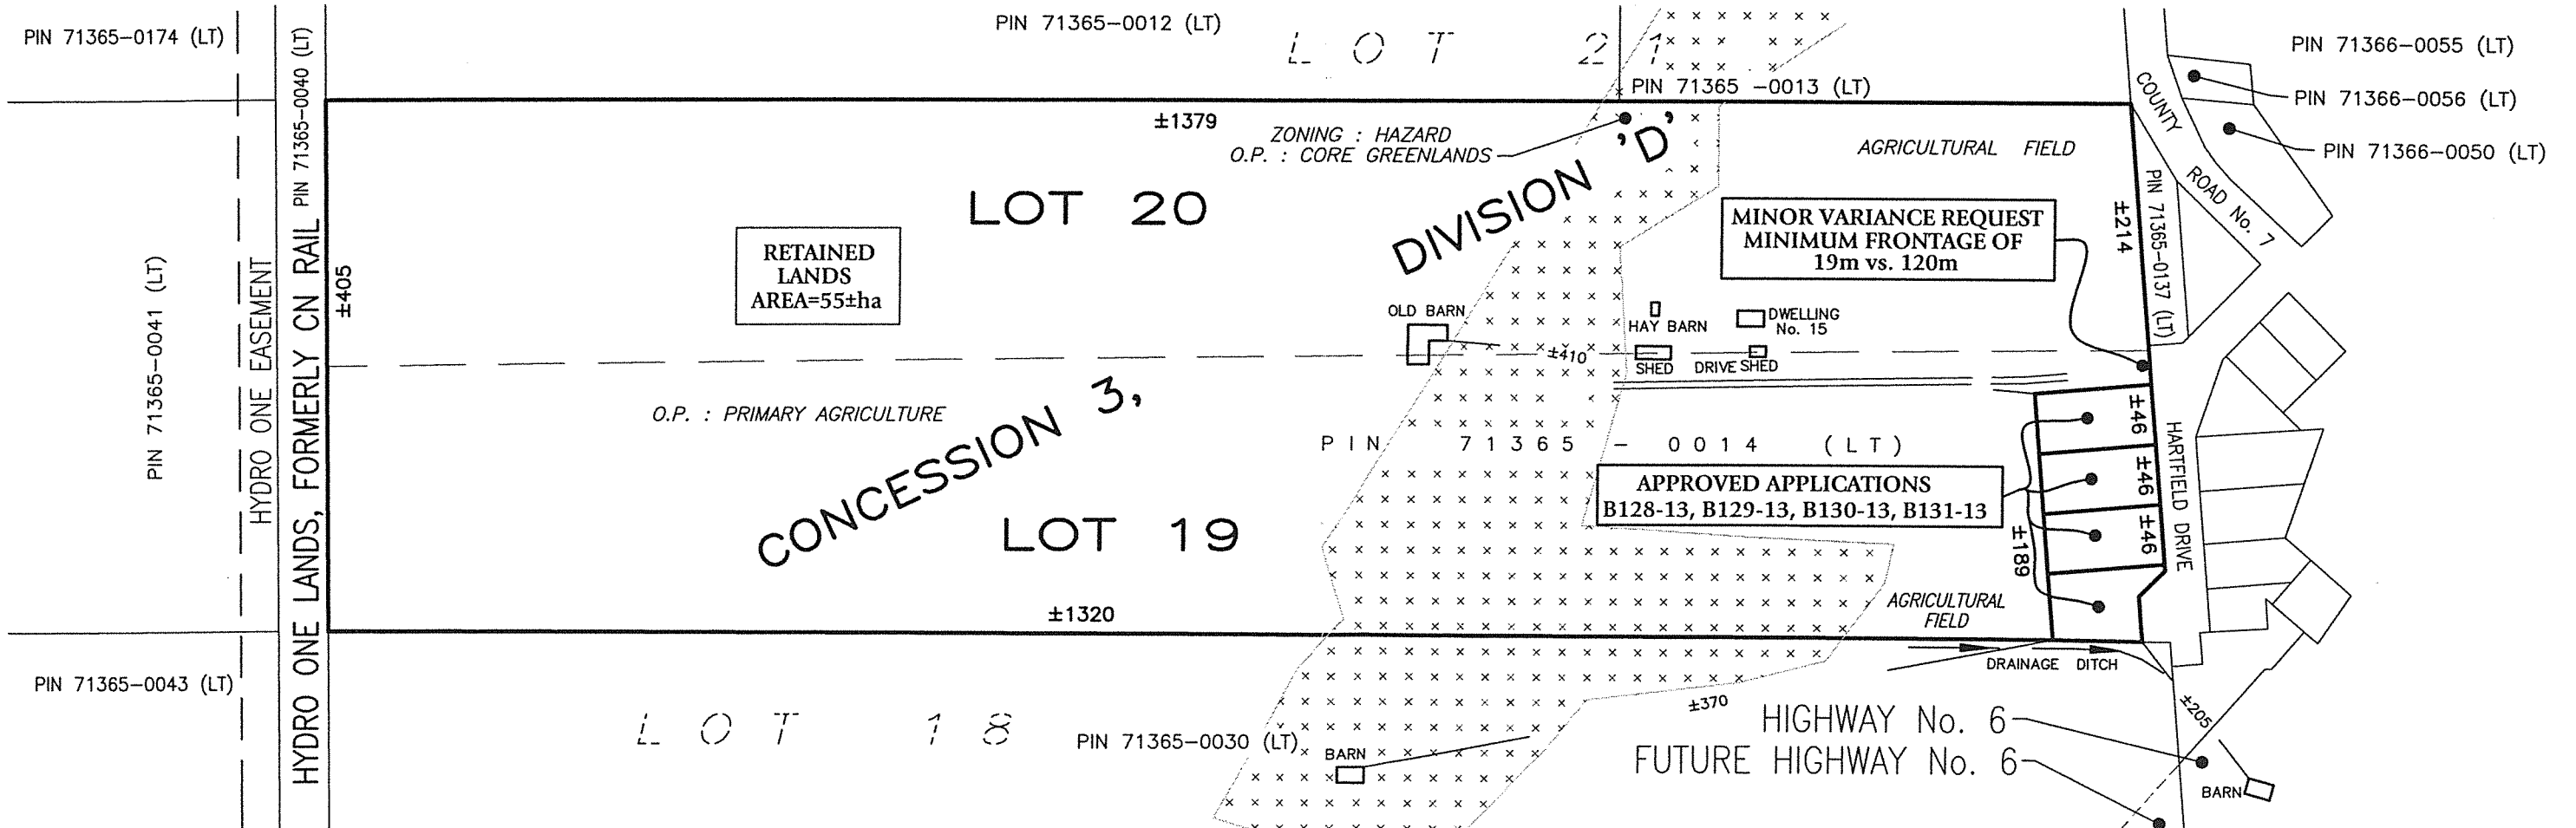 PIN 71365-0174 (LT)
PIN 71365-0012 (LT)
LOT 21
PIN 71366-0055 (LT)
PIN 71365-0040 (LT)
PIN 71365 -0013 (LT)
COUNTY ROAD No. 7
PIN 71366-0056 (LT)
±1379
ZONING : HAZARD
O.P. : CORE GREENLANDS
DIVISION 'D'
AGRICULTURAL FIELD
PIN 71366-0050 (LT)
LOT 20
MINOR VARIANCE REQUEST
MINIMUM FRONTAGE OF
19m vs. 120m
±214
PIN 71365-0137 (LT)
RETAINED
LANDS
AREA=55±ha
PIN 71365-0041 (LT)
HYDRO ONE EASEMENT
HYDRO ONE LANDS, FORMERLY CN RAIL
±405
OLD BARN
HAY BARN
DWELLING
No. 15
±410
SHED
DRIVE SHED
O.P. : PRIMARY AGRICULTURE
CONCESSION 3,
PIN 71365 - 0014 (LT)
±46
±46
±46
HARTFIELD DRIVE
APPROVED APPLICATIONS
B128-13, B129-13, B130-13, B131-13
±189
LOT 19
AGRICULTURAL
FIELD
±1320
DRAINAGE DITCH
PIN 71365-0043 (LT)
LOT 18
PIN 71365-0030 (LT)
±370
±205
HIGHWAY No. 6
FUTURE HIGHWAY No. 6
BARN
BARN